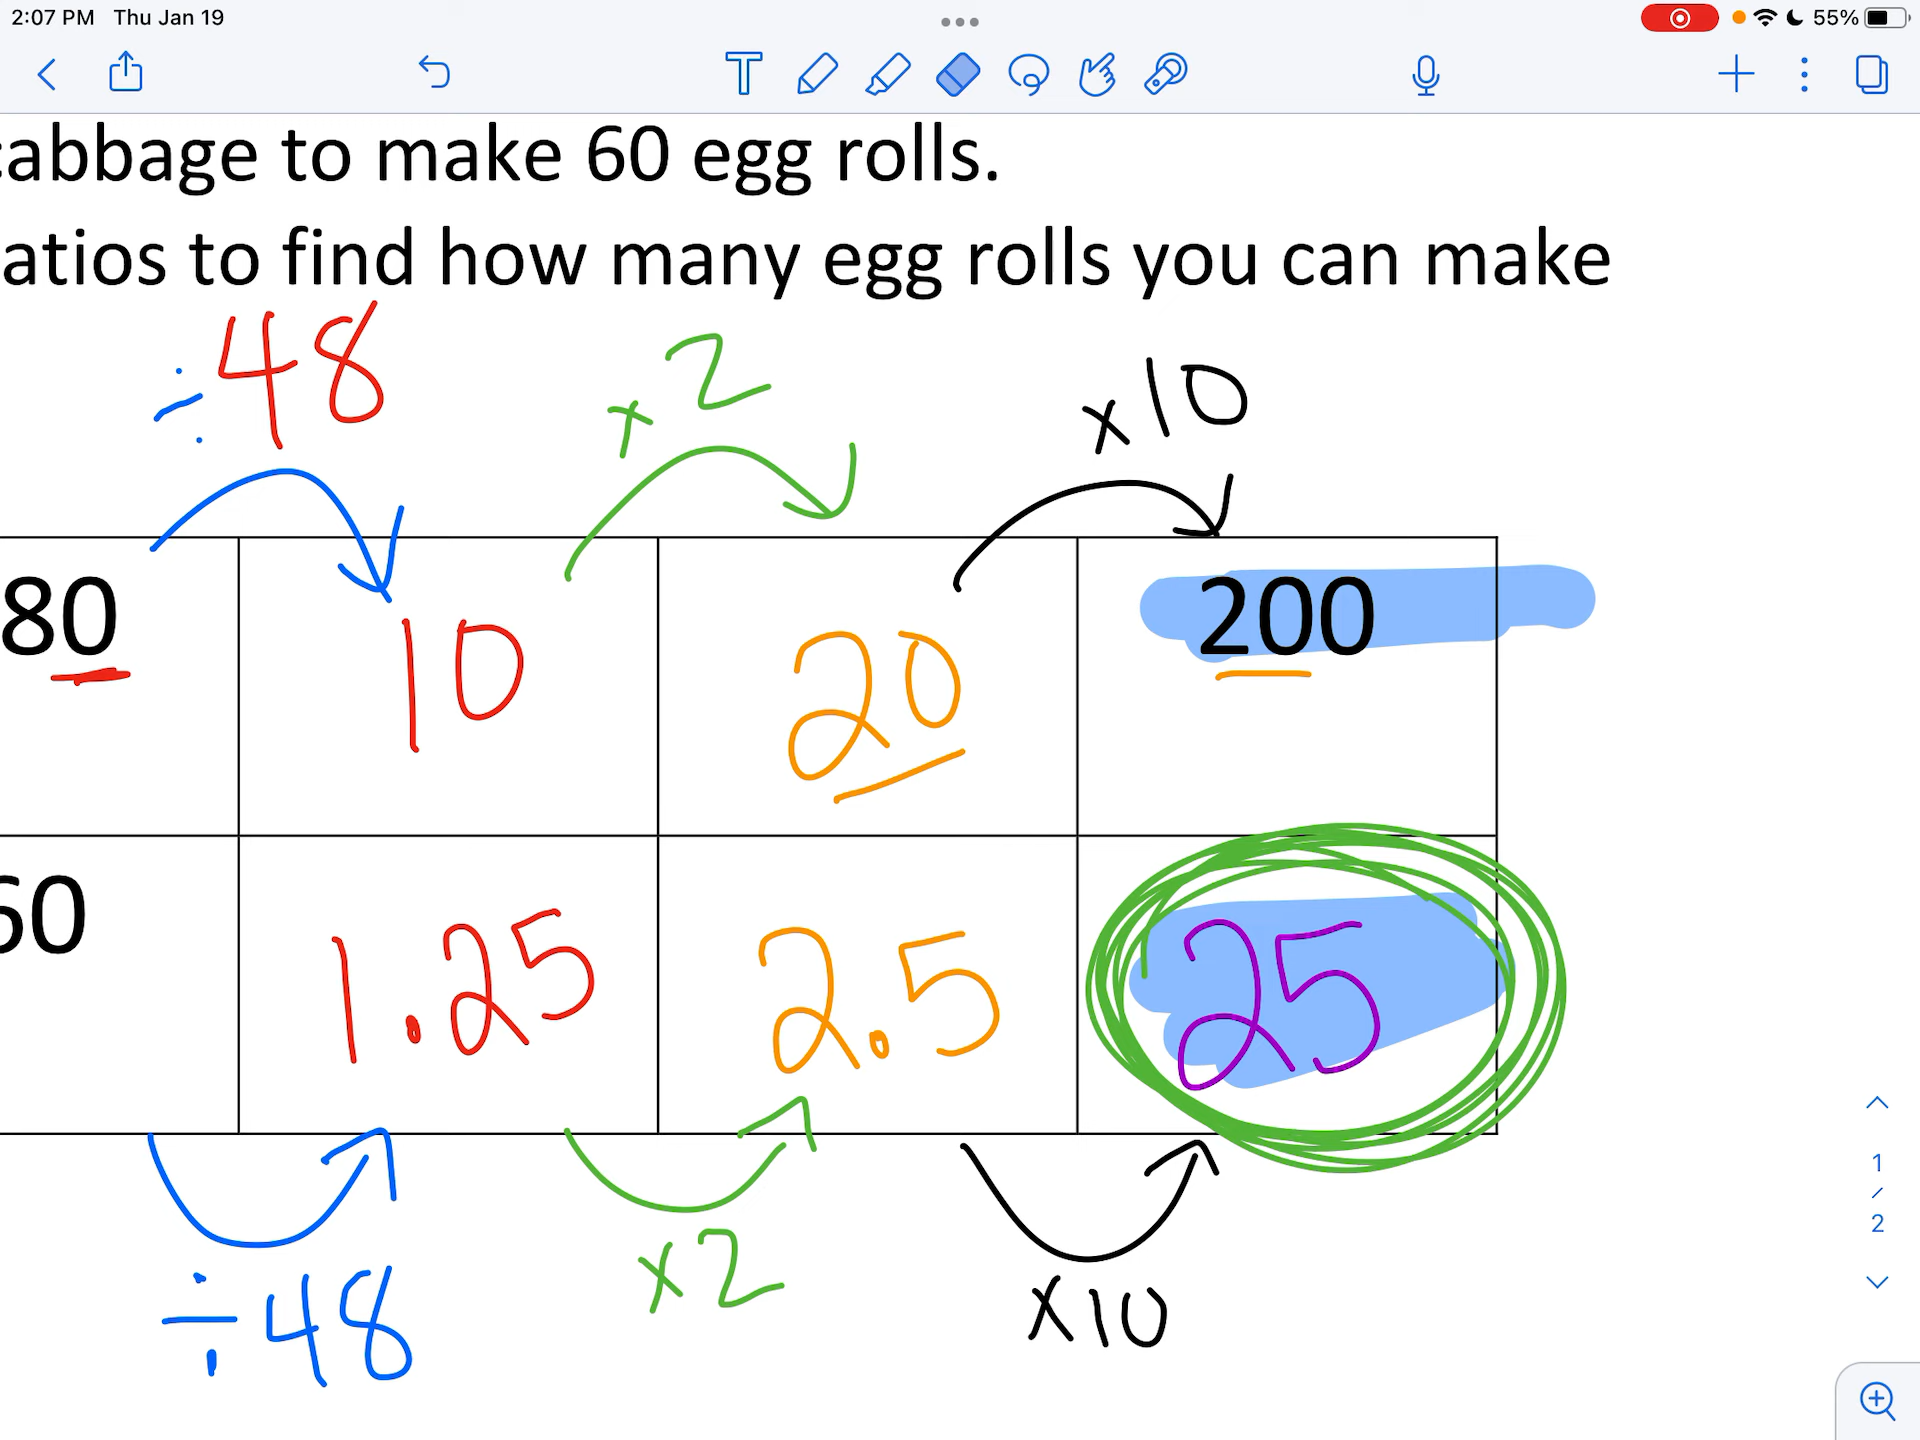 2:07 PM Thu Jan 19
55%
cabbage to make 60 egg rolls.
atios to find how many egg rolls you can make
÷48
x2
x10
80 10 20 200
60 1.25 2.5 25
÷48
x2
x10
1
/
2